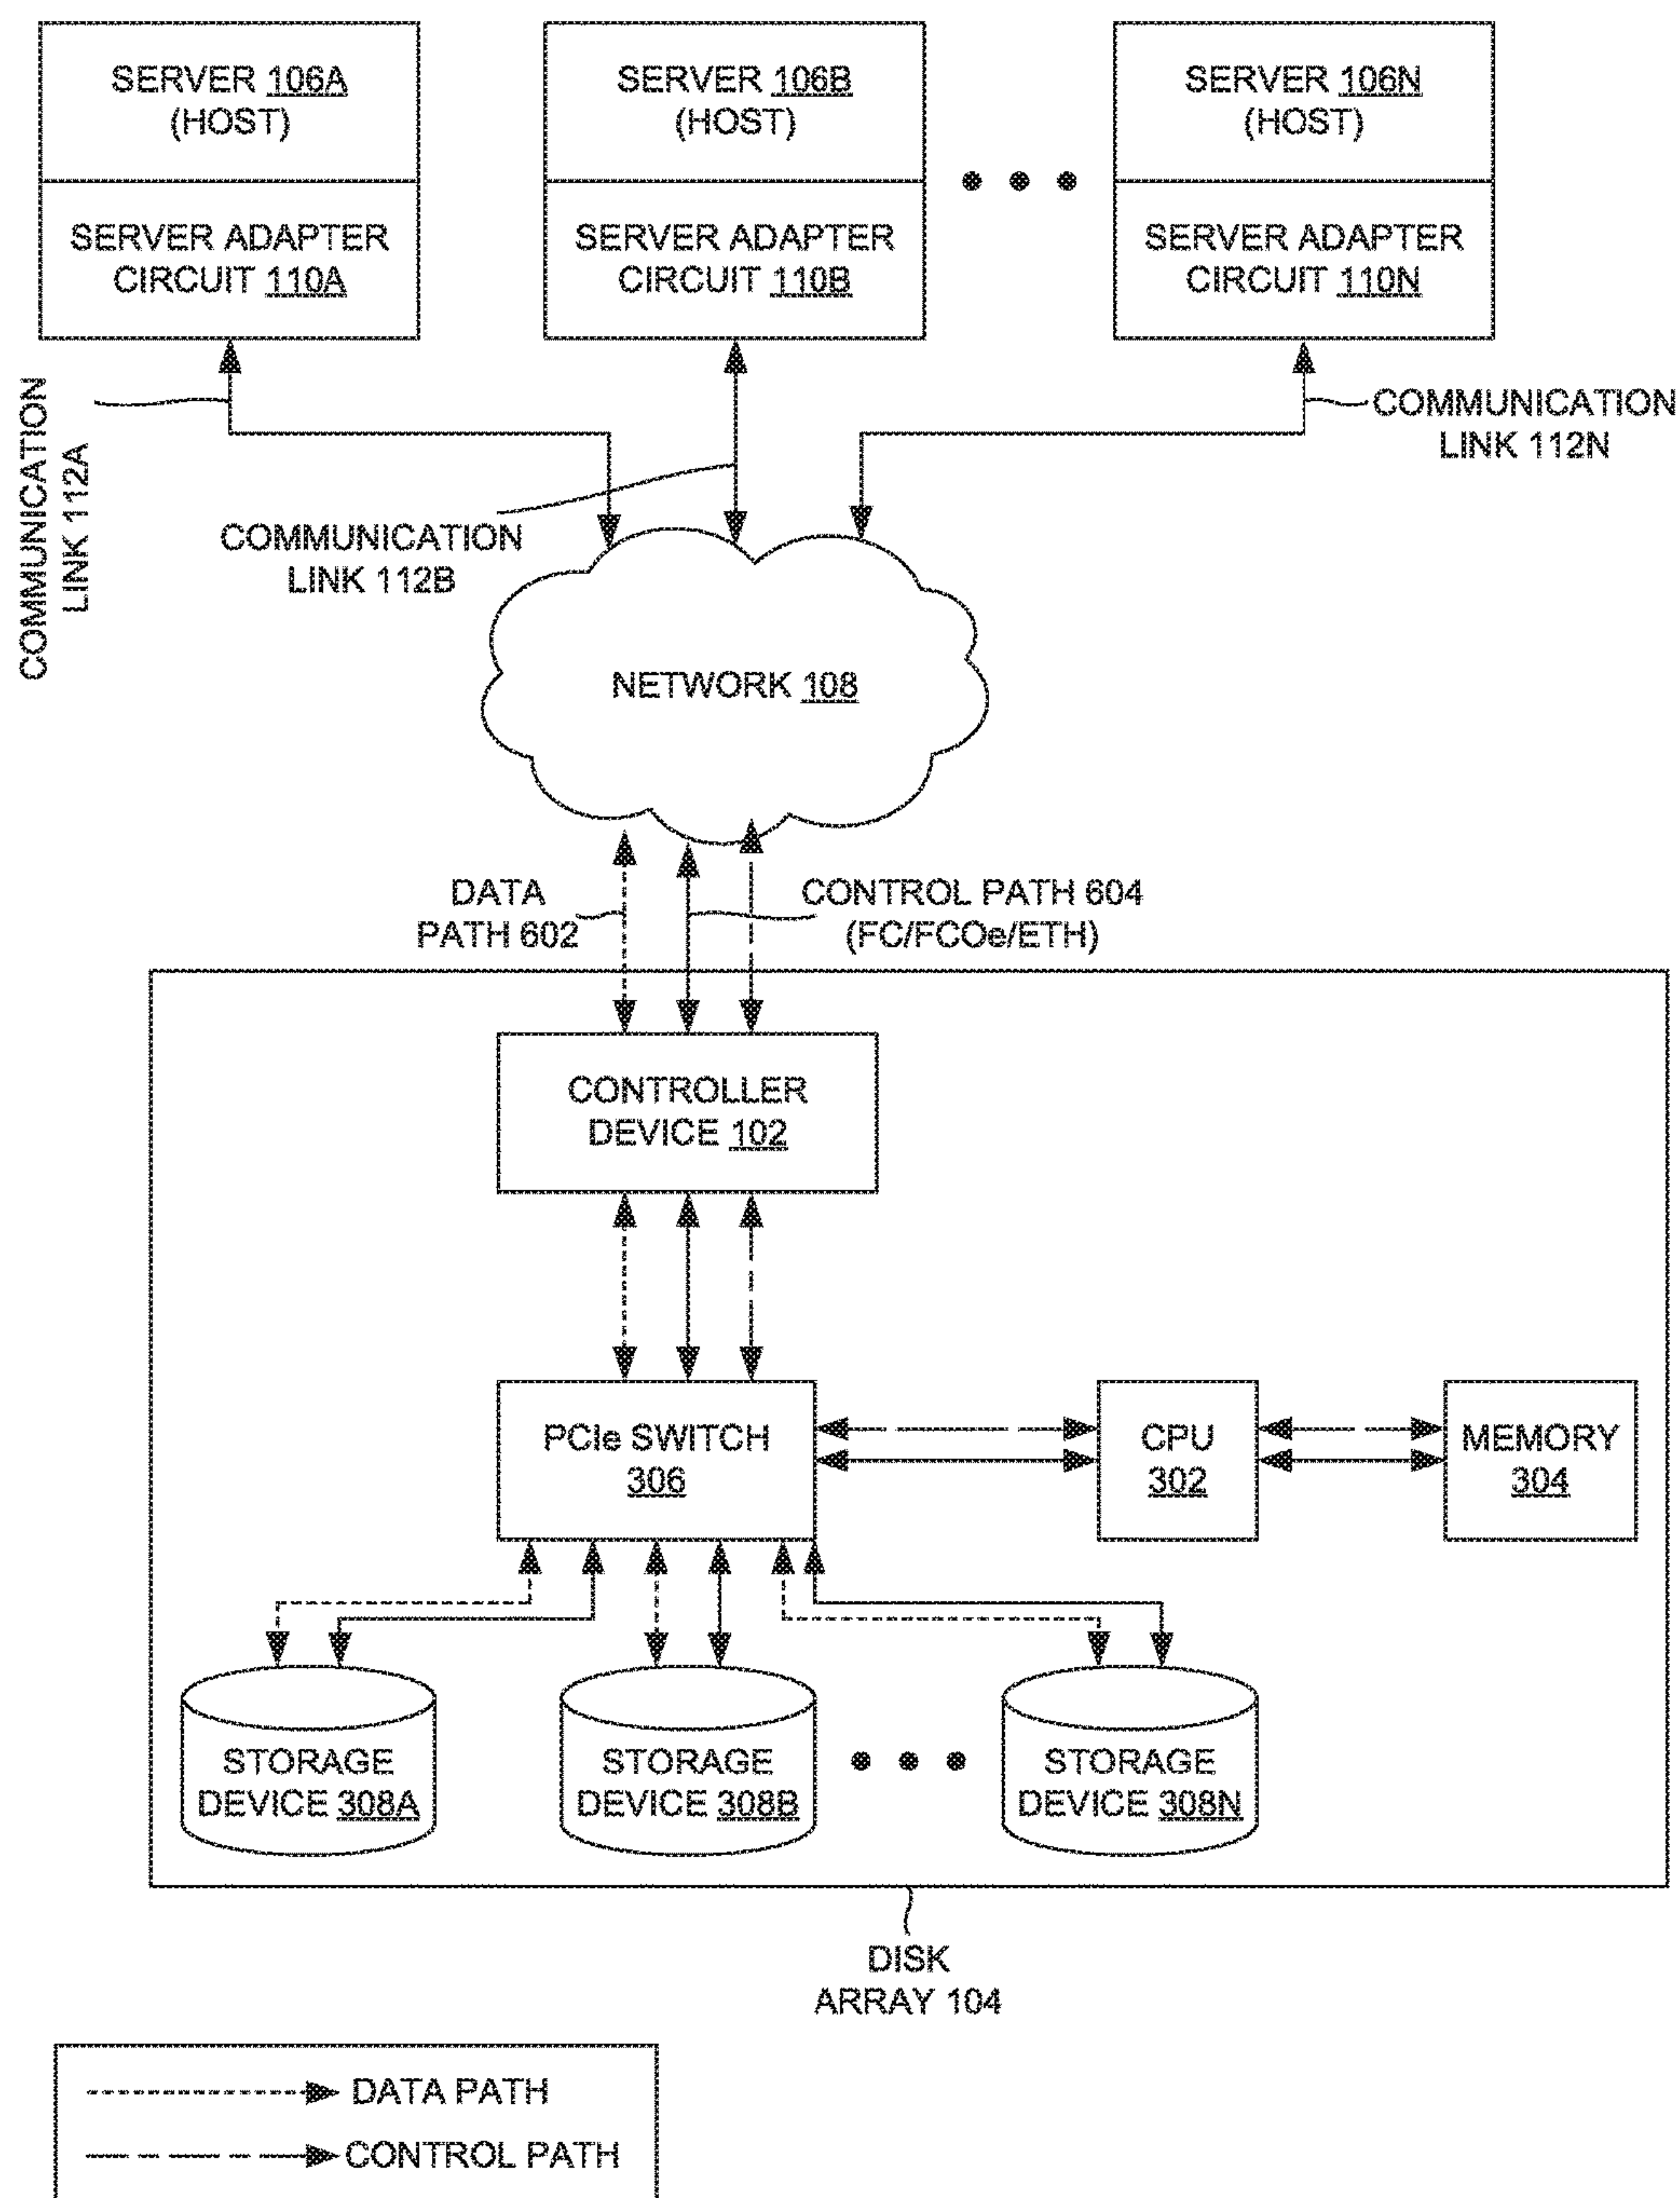 SERVER 106A
(HOST)
SERVER ADAPTER
CIRCUIT 110A
SERVER 106B
(HOST)
SERVER ADAPTER
CIRCUIT 110B
SERVER 106N
(HOST)
SERVER ADAPTER
CIRCUIT 110N
COMMUNICATION
LINK 112A
COMMUNICATION
LINK 112B
COMMUNICATION
LINK 112N
NETWORK 108
DATA
PATH 602
CONTROL PATH 604
(FC/FCOe/ETH)
CONTROLLER
DEVICE 102
PCIe SWITCH
306
CPU
302
MEMORY
304
STORAGE
DEVICE 308A
STORAGE
DEVICE 308B
STORAGE
DEVICE 308N
DISK
ARRAY 104
DATA PATH
CONTROL PATH